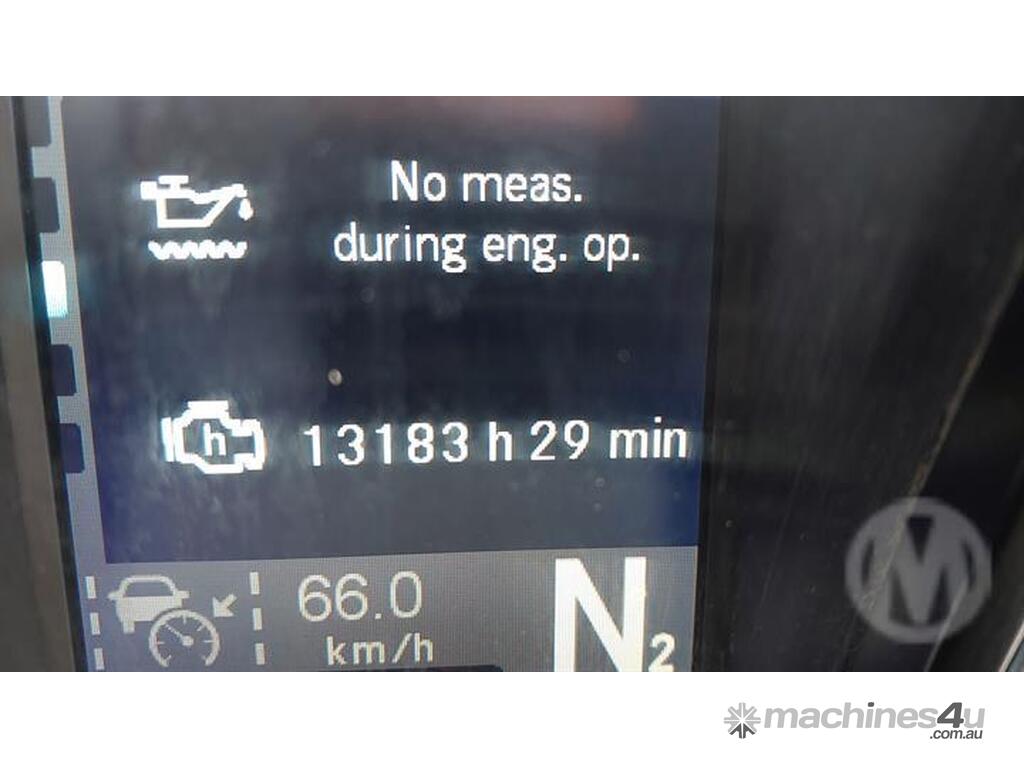 No meas.
during eng. op.
h 13183 h 29 min
66.0
km/h
N2
M
machines4u
.com.au